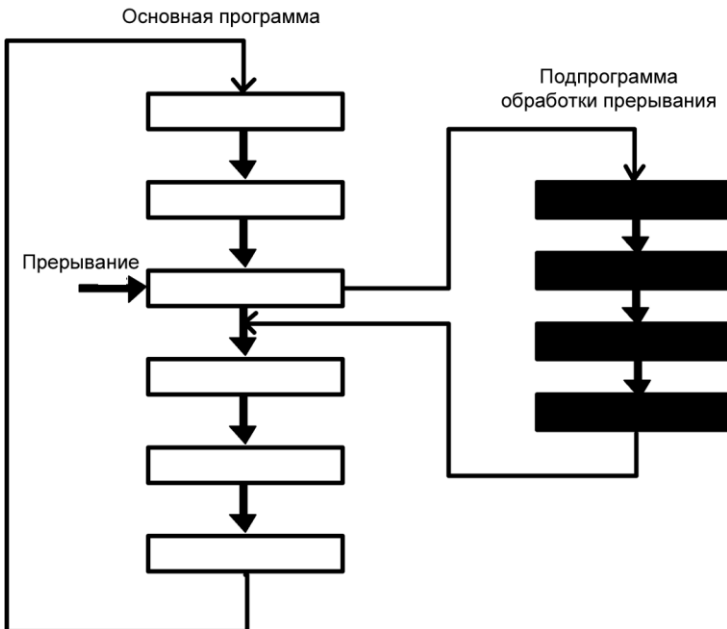 Основная программа
Подпрограмма
обработки прерывания
Прерывание